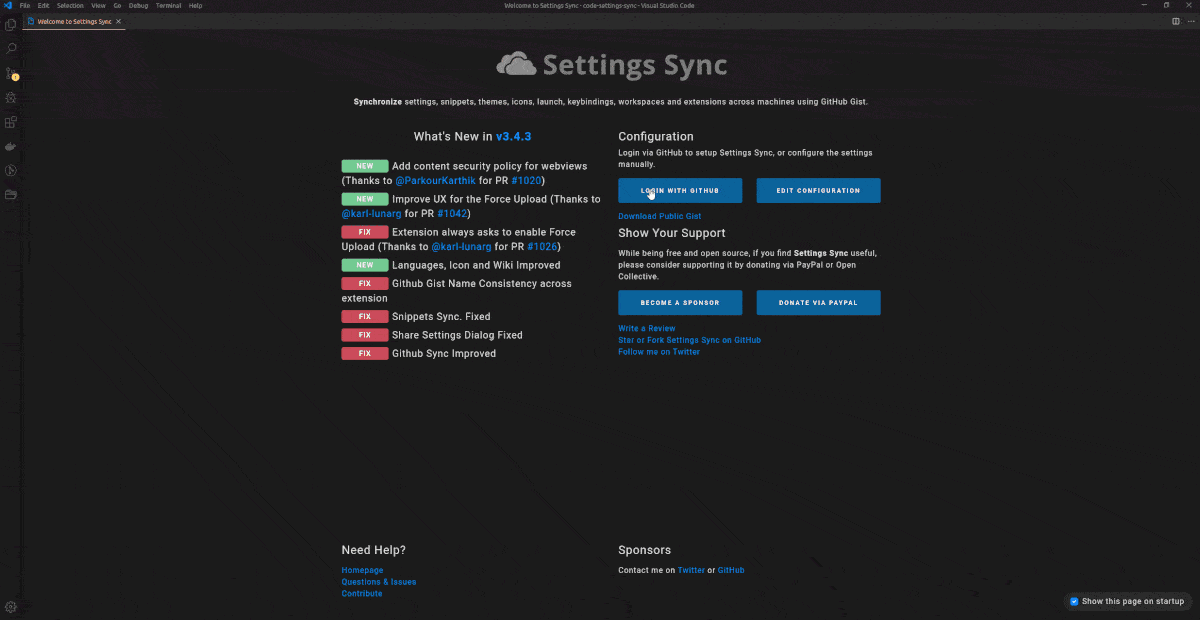 File Edit Selection View Go Debug Terminal Help
Welcome to Settings Sync - code-settings-sync - Visual Studio Code
Welcome to Settings Sync
Settings Sync
Synchronize settings, snippets, themes, icons, launch, keybindings, workspaces and extensions across machines using GitHub Gist.
What's New in v3.4.3
NEW Add content security policy for webviews
(Thanks to @ParkourKarthik for PR #1020)
NEW Improve UX for the Force Upload (Thanks to
@karl-lunarg for PR #1042)
FIX Extension always asks to enable Force
Upload (Thanks to @karl-lunarg for PR #1026)
NEW Languages, Icon and Wiki Improved
FIX Github Gist Name Consistency across
extension
FIX Snippets Sync. Fixed
FIX Share Settings Dialog Fixed
FIX Github Sync Improved
Configuration
Login via GitHub to setup Settings Sync, or configure the settings
manually.
LOGIN WITH GITHUB
EDIT CONFIGURATION
Download Public Gist
Show Your Support
While being free and open source, if you find Settings Sync useful,
please consider supporting it by donating via PayPal or Open
Collective.
BECOME A SPONSOR
DONATE VIA PAYPAL
Write a Review
Star or Fork Settings Sync on GitHub
Follow me on Twitter
Need Help?
Homepage
Questions & Issues
Contribute
Sponsors
Contact me on Twitter or GitHub
Show this page on startup